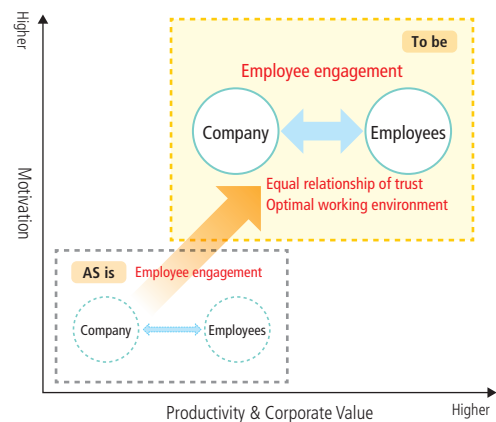 Higher
Motivation
To be
Employee engagement
Company
Employees
Equal relationship of trust
Optimal working environment
AS is
Employee engagement
Company
Employees
Productivity & Corporate Value
Higher